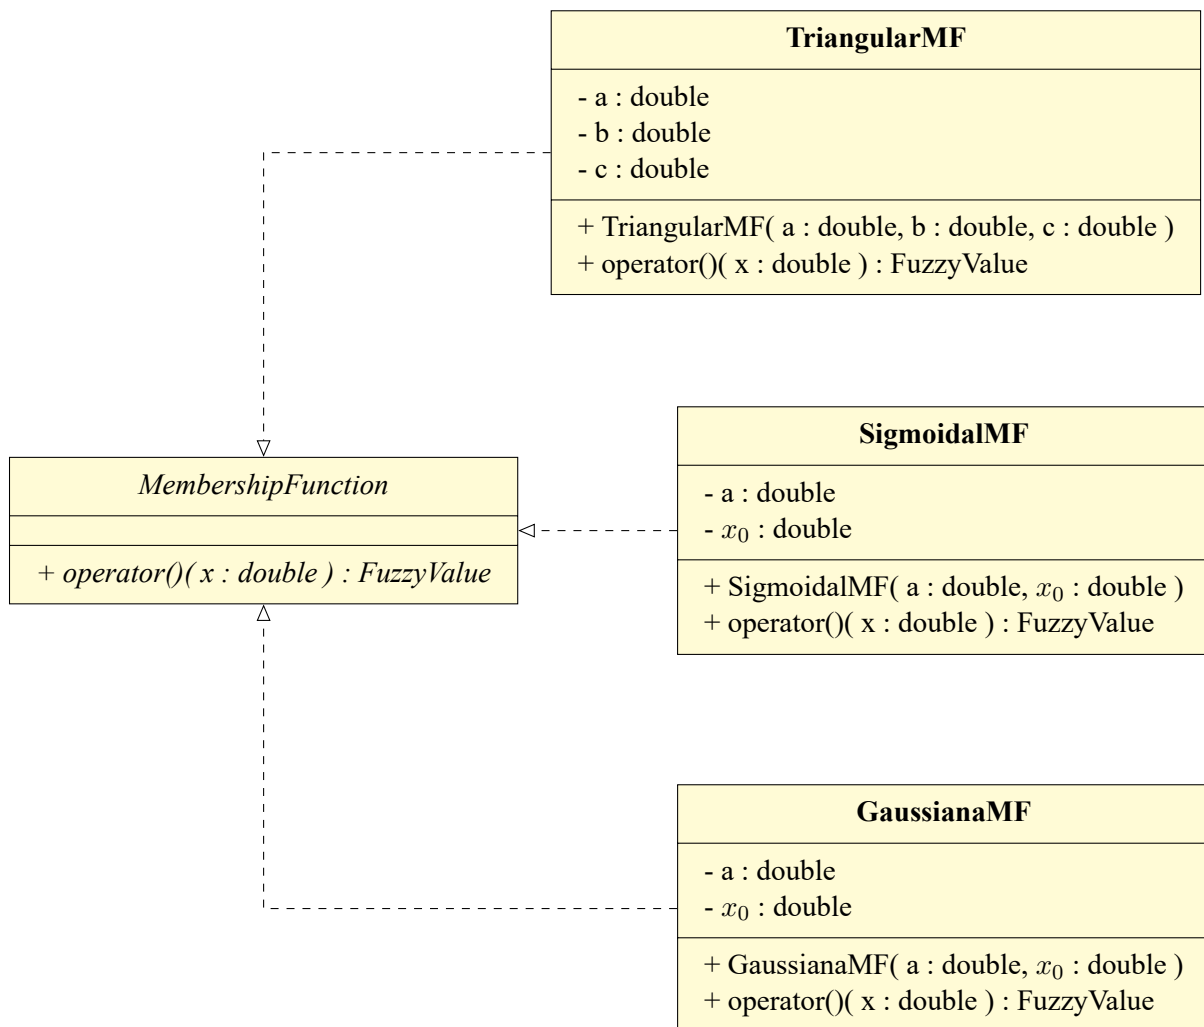 TriangularMF
- a : double
- b : double
- c : double
+ TriangularMF( a : double, b : double, c : double )
+ operator()( x : double ) : FuzzyValue
MembershipFunction
+ operator()( x : double ) : FuzzyValue
SigmoidalMF
- a : double
- x₀ : double
+ SigmoidalMF( a : double, x₀ : double )
+ operator()( x : double ) : FuzzyValue
GaussianaMF
- a : double
- x₀ : double
+ GaussianaMF( a : double, x₀ : double )
+ operator()( x : double ) : FuzzyValue